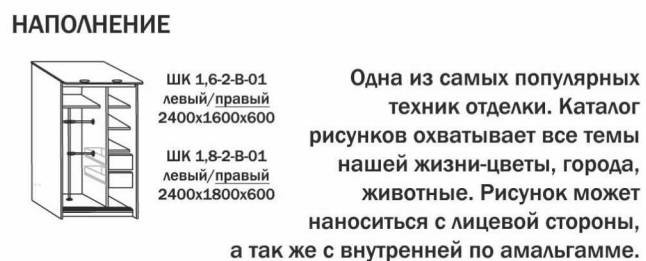 НАПОЛНЕНИЕ
ШК 1,6-2-В-01
левый/правый
2400х1600х600
ШК 1,8-2-В-01
левый/правый
2400х1800х600
Одна из самых популярных
техник отделки. Каталог
рисунков охватывает все темы
нашей жизни-цветы, города,
животные. Рисунок может
наноситься с лицевой стороны,
а так же с внутренней по амальгамме.